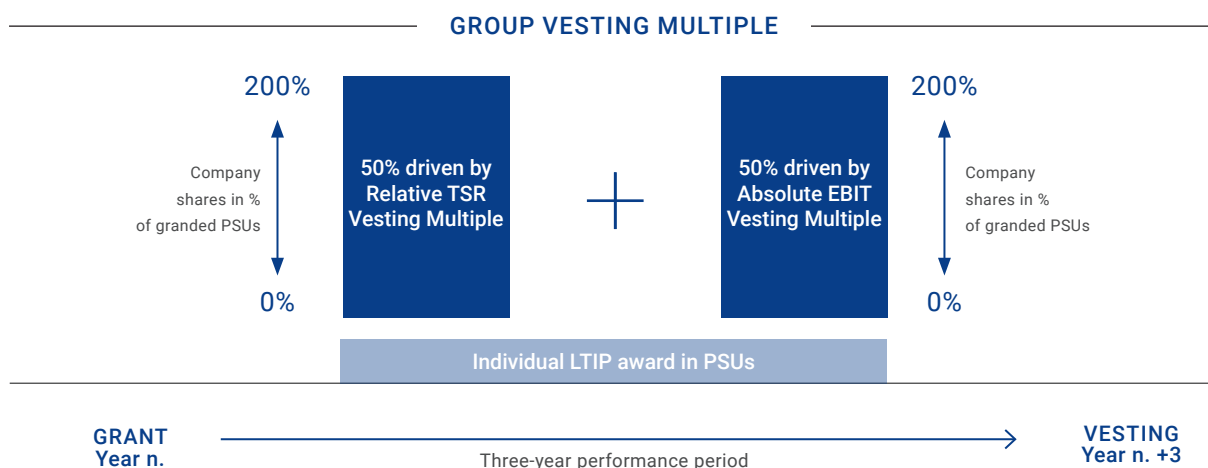 GROUP VESTING MULTIPLE
200%
Company
shares in %
of granded PSUs
0%
50% driven by
Relative TSR
Vesting Multiple
50% driven by
Absolute EBIT
Vesting Multiple
200%
Company
shares in %
of granded PSUs
0%
Individual LTIP award in PSUs
GRANT
Year n.
Three-year performance period
VESTING
Year n. +3